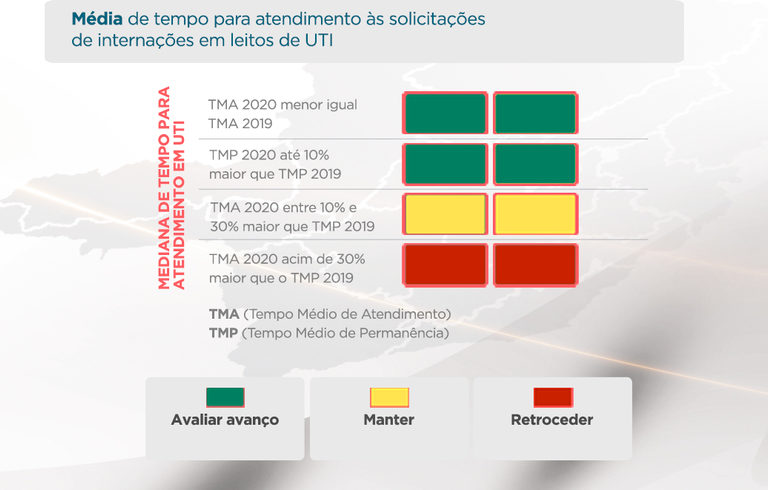 Média de tempo para atendimento às solicitações
de internações em leitos de UTI
MEDIANA DE TEMPO PARA
ATENDIMENTO EM UTI
TMA 2020 menor igual
TMA 2019
TMP 2020 até 10%
maior que TMP 2019
TMA 2020 entre 10% e
30% maior que TMP 2019
TMA 2020 acim de 30%
maior que o TMP 2019
TMA (Tempo Médio de Atendimento)
TMP (Tempo Médio de Permanência)
Avaliar avanço
Manter
Retroceder